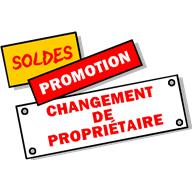 SOLDES
PROMOTION
CHANGEMENT
DE
PROPRIÉTAIRE